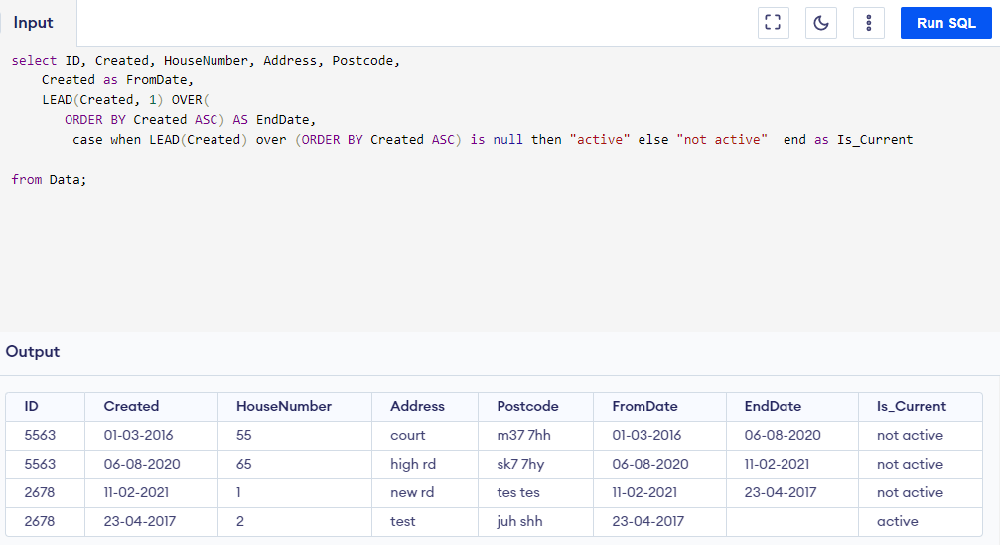 Input
Run SQL
select ID, Created, HouseNumber, Address, Postcode,
Created as FromDate,
LEAD(Created, 1) OVER(
ORDER BY Created ASC) AS EndDate,
case when LEAD(Created) over (ORDER BY Created ASC) is null then "active" else "not active"  end as Is_Current
from Data;
Output
ID Created HouseNumber Address Postcode FromDate EndDate Is_Current
5563 01-03-2016 55 court m37 7hh 01-03-2016 06-08-2020 not active
5563 06-08-2020 65 high rd sk7 7hy 06-08-2020 11-02-2021 not active
2678 11-02-2021 1 new rd tes tes 11-02-2021 23-04-2017 not active
2678 23-04-2017 2 test juh shh 23-04-2017 active